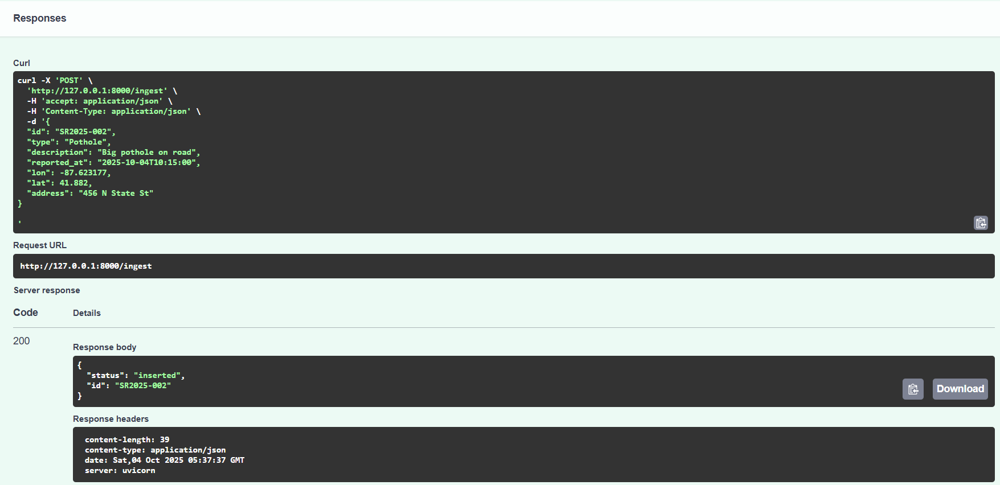 Responses
Curl
curl -X 'POST' \
  'http://127.0.0.1:8000/ingest' \
  -H 'accept: application/json' \
  -H 'Content-Type: application/json' \
  -d '{
  "id": "SR2025-002",
  "type": "Pothole",
  "description": "Big pothole on road",
  "reported_at": "2025-10-04T10:15:00",
  "lon": -87.623177,
  "lat": 41.882,
  "address": "456 N State St"
}
'
Request URL
http://127.0.0.1:8000/ingest
Server response
Code Details
200
Response body
{
  "status": "inserted",
  "id": "SR2025-002"
}
Download
Response headers
content-length: 39
content-type: application/json
date: Sat,04 Oct 2025 05:37:37 GMT
server: uvicorn